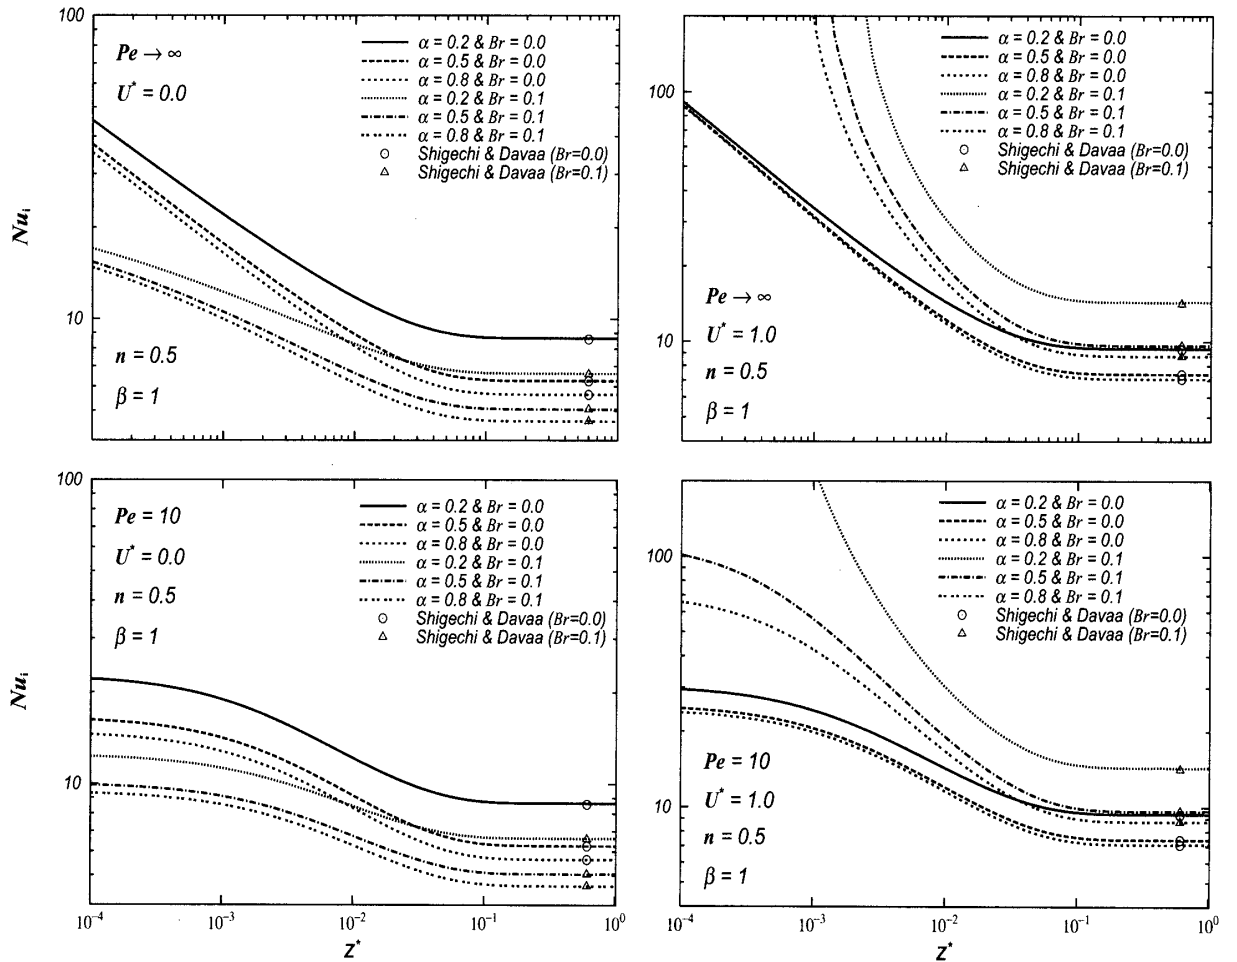 100
10
Nu_i
Pe → ∞
U* = 0.0
n = 0.5
β = 1
α = 0.2 & Br = 0.0
α = 0.5 & Br = 0.0
α = 0.8 & Br = 0.0
α = 0.2 & Br = 0.1
α = 0.5 & Br = 0.1
α = 0.8 & Br = 0.1
Shigechi & Davaa (Br=0.0)
Shigechi & Davaa (Br=0.1)
100
10
α = 0.2 & Br = 0.0
α = 0.5 & Br = 0.0
α = 0.8 & Br = 0.0
α = 0.2 & Br = 0.1
α = 0.5 & Br = 0.1
α = 0.8 & Br = 0.1
Shigechi & Davaa (Br=0.0)
Shigechi & Davaa (Br=0.1)
Pe → ∞
U* = 1.0
n = 0.5
β = 1
100
10
Nu_i
Pe = 10
U* = 0.0
n = 0.5
β = 1
α = 0.2 & Br = 0.0
α = 0.5 & Br = 0.0
α = 0.8 & Br = 0.0
α = 0.2 & Br = 0.1
α = 0.5 & Br = 0.1
α = 0.8 & Br = 0.1
Shigechi & Davaa (Br=0.0)
Shigechi & Davaa (Br=0.1)
10⁻⁴ 10⁻³ 10⁻² 10⁻¹ 10⁰
z*
100
10
α = 0.2 & Br = 0.0
α = 0.5 & Br = 0.0
α = 0.8 & Br = 0.0
α = 0.2 & Br = 0.1
α = 0.5 & Br = 0.1
α = 0.8 & Br = 0.1
Shigechi & Davaa (Br=0.0)
Shigechi & Davaa (Br=0.1)
Pe = 10
U* = 1.0
n = 0.5
β = 1
10⁻⁴ 10⁻³ 10⁻² 10⁻¹ 10⁰
z*